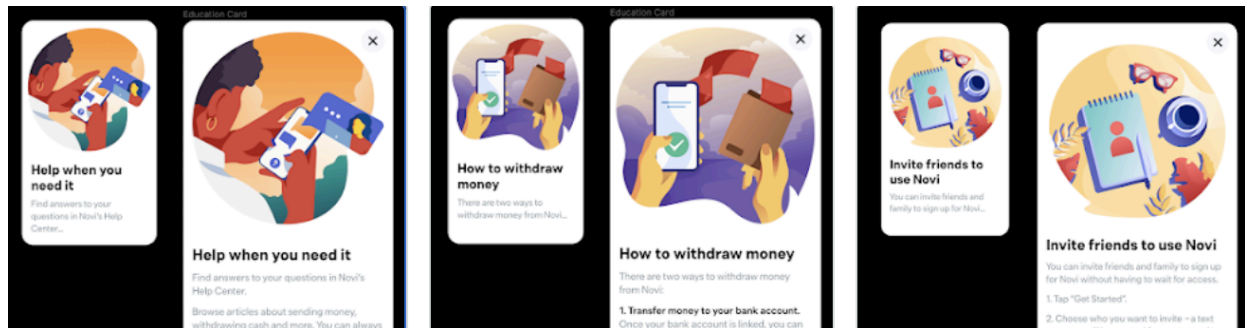 Education Card
Help when you
need it
Find answers to your
questions in Novi's Help
Center...
Help when you need it
Find answers to your questions in Novi's
Help Center.
Browse articles about sending money,
withdrawing cash and more. You can always
Education Card
How to withdraw
money
There are two ways to
withdraw money from Novi...
How to withdraw money
There are two ways to withdraw money
from Novi:
1. Transfer money to your bank account.
Once your bank account is linked, you can
Invite friends to
use Novi
You can invite friends and
family to sign up for Novi...
Invite friends to use Novi
You can invite friends and family to sign up
for Novi without having to wait for access.
1. Tap "Get Started".
2. Choose who you want to invite – a text